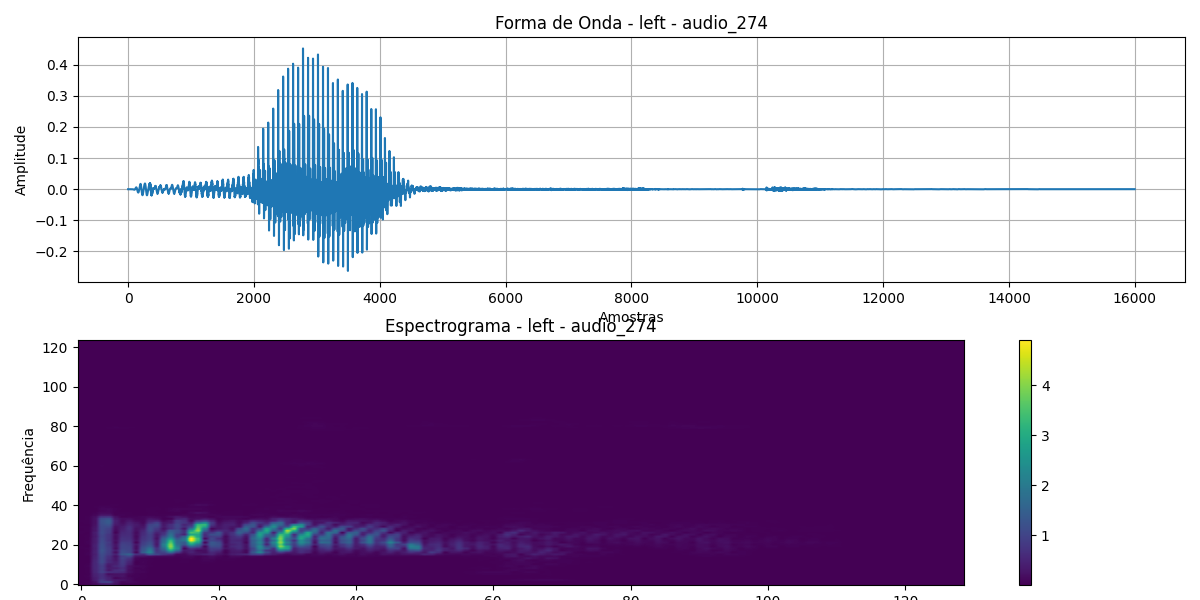 Forma de Onda - left - audio_274
Amplitude
0.4
0.3
0.2
0.1
0.0
−0.1
−0.2
0 2000 4000 6000 8000 10000 12000 14000 16000
Amostras
Espectrograma - left - audio_274
Frequência
120
100
80
60
40
20
0
0 20 40 60 80 100 120
4
3
2
1